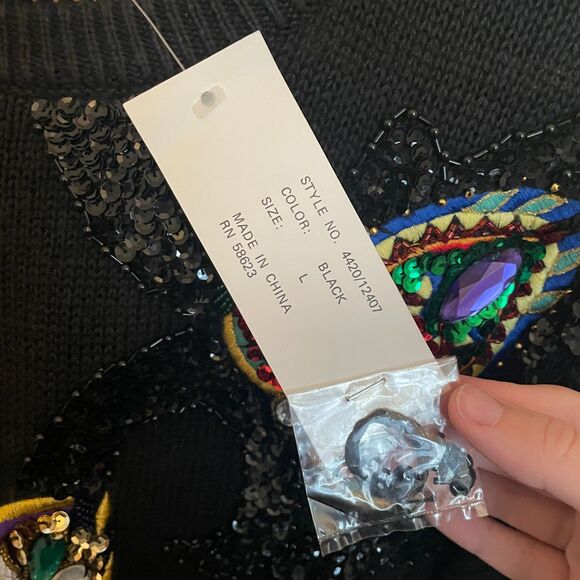 STYLE NO. 4420/12407
COLOR: BLACK
SIZE: L
MADE IN CHINA
RN 58623